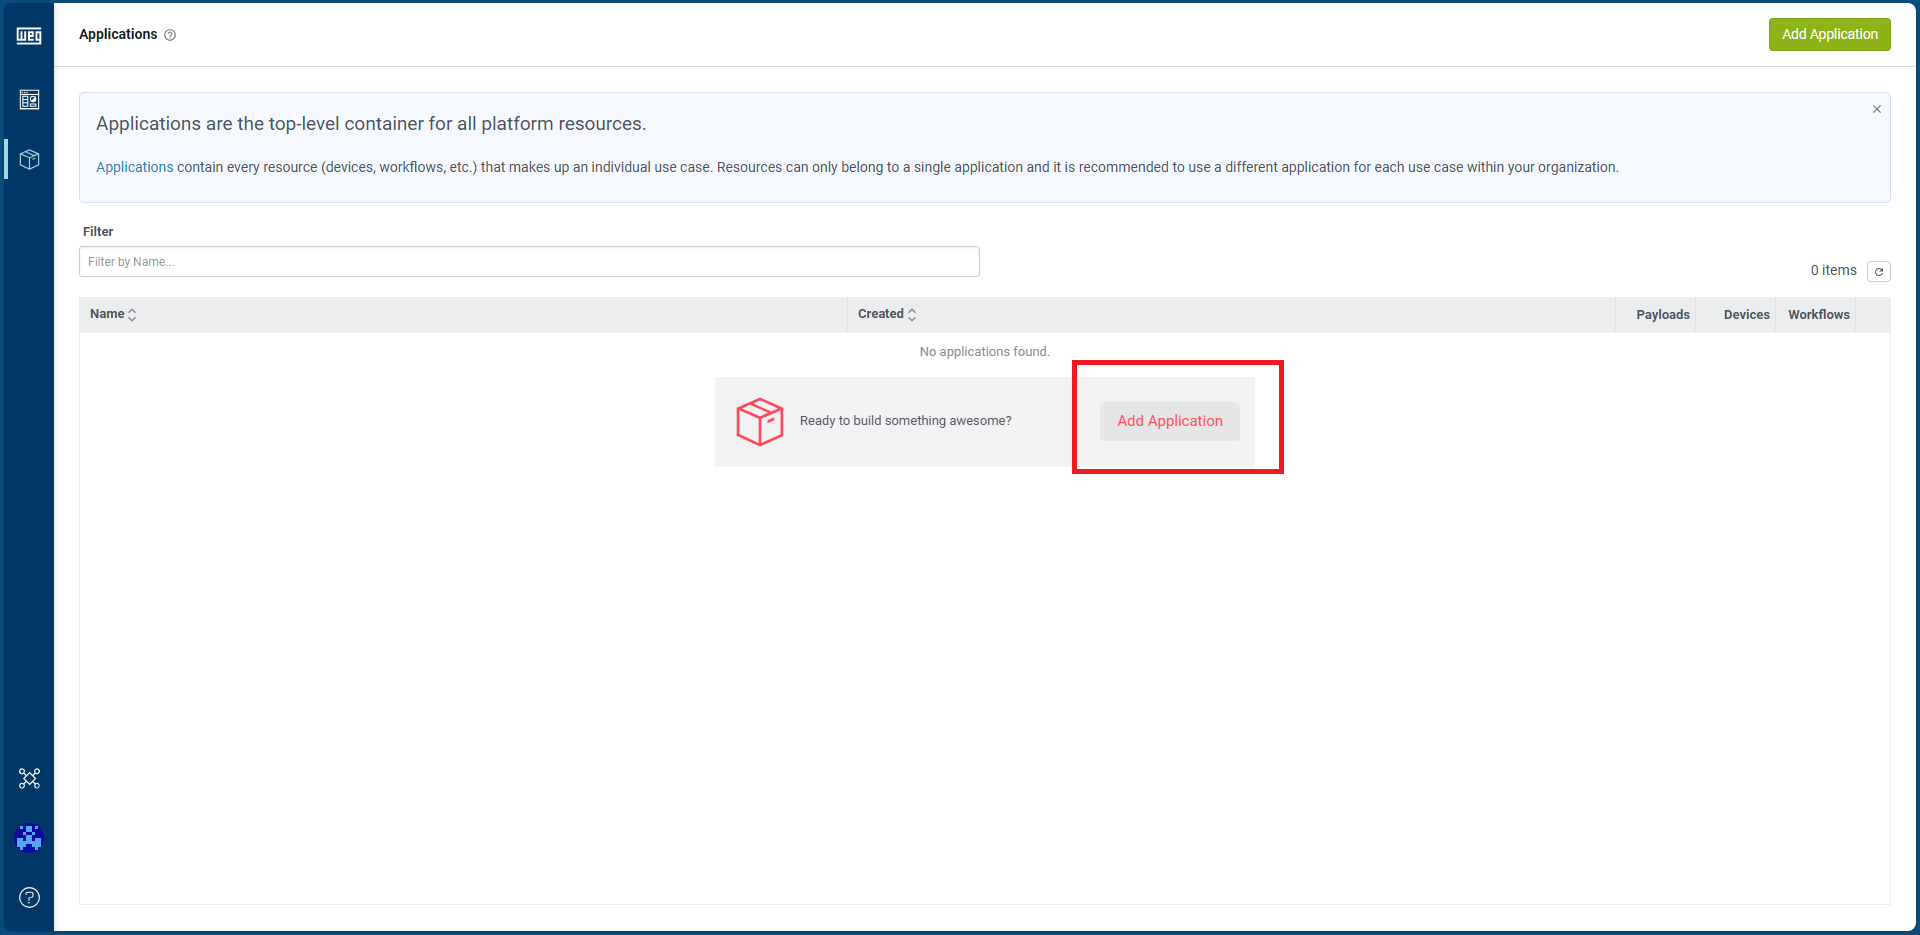 weg
Applications ?
Add Application
Applications are the top-level container for all platform resources.
Applications contain every resource (devices, workflows, etc.) that makes up an individual use case. Resources can only belong to a single application and it is recommended to use a different application for each use case within your organization.
Filter
Filter by Name...
0 items
Name Created Payloads Devices Workflows
No applications found.
Ready to build something awesome? Add Application
?